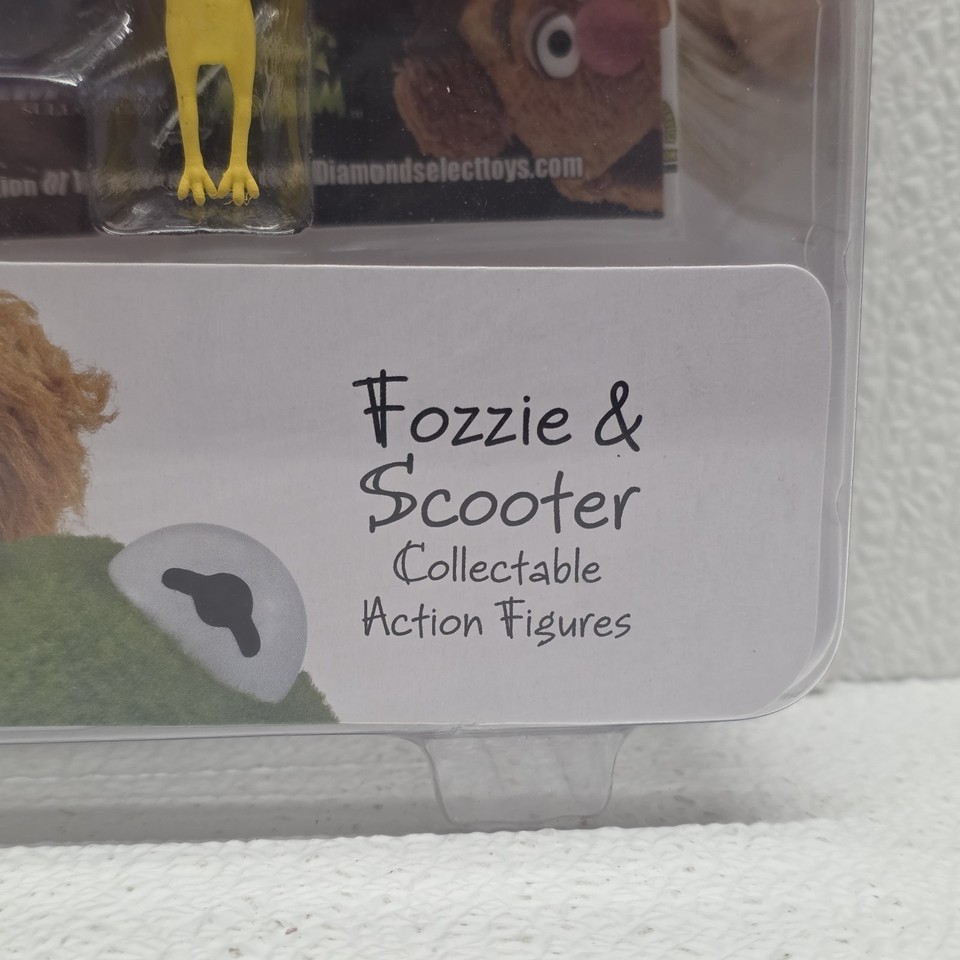 Diamondselecttoys.com
Fozzie &
Scooter
Collectable
Action Figures